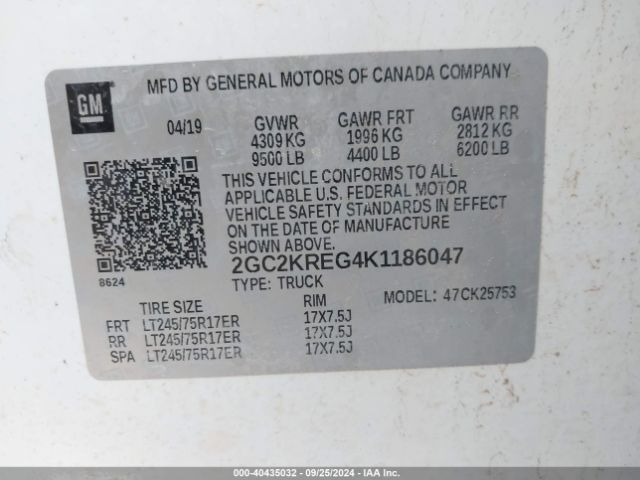 GM
MFD BY GENERAL MOTORS OF CANADA COMPANY
04/19 GVWR GAWR FRT GAWR RR
4309 KG 1996 KG 2812 KG
9500 LB 4400 LB 6200 LB
THIS VEHICLE CONFORMS TO ALL
APPLICABLE U.S. FEDERAL MOTOR
VEHICLE SAFETY STANDARDS IN EFFECT
ON THE DATE OF MANUFACTURE
SHOWN ABOVE.
8624
2GC2KREG4K1186047
TYPE: TRUCK MODEL: 47CK25753
TIRE SIZE RIM
FRT LT245/75R17ER 17X7.5J
RR LT245/75R17ER 17X7.5J
SPA LT245/75R17ER 17X7.5J
000-40435032 - 09/25/2024 - IAA Inc.